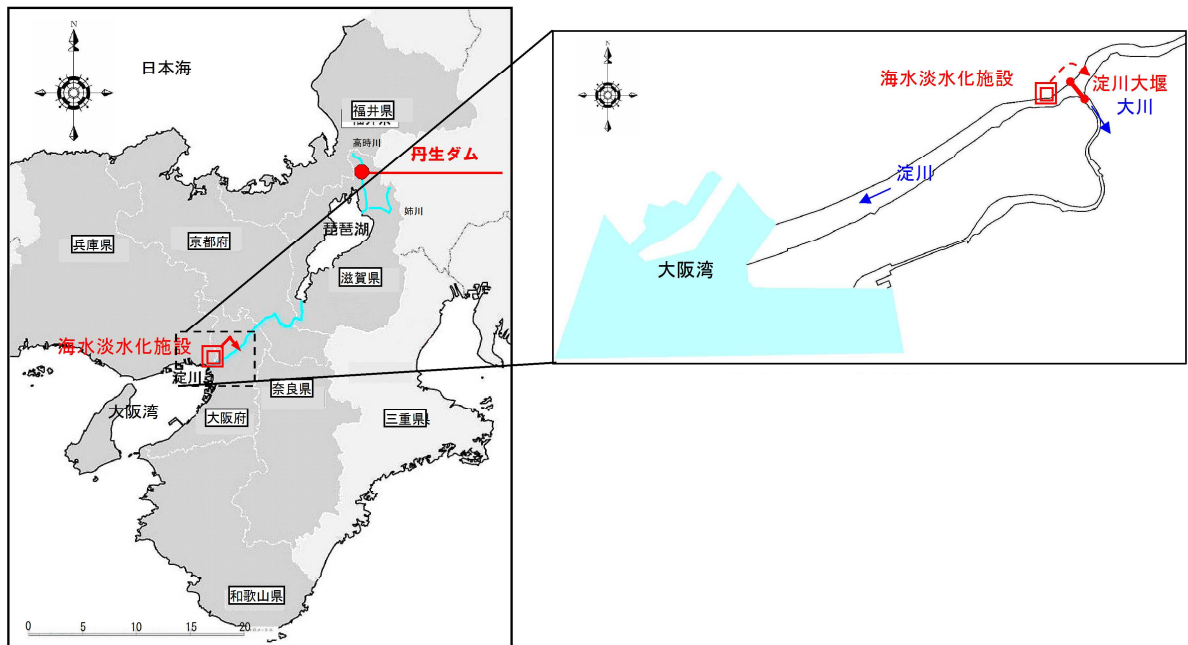 N
日本海
福井県
高時川
丹生ダム
姉川
琵琶湖
兵庫県
京都府
滋賀県
海水淡水化施設
淀川
奈良県
大阪湾
大阪府
三重県
和歌山県
0
5
10
15
20
N
海水淡水化施設
淀川大堰
大川
淀川
大阪湾